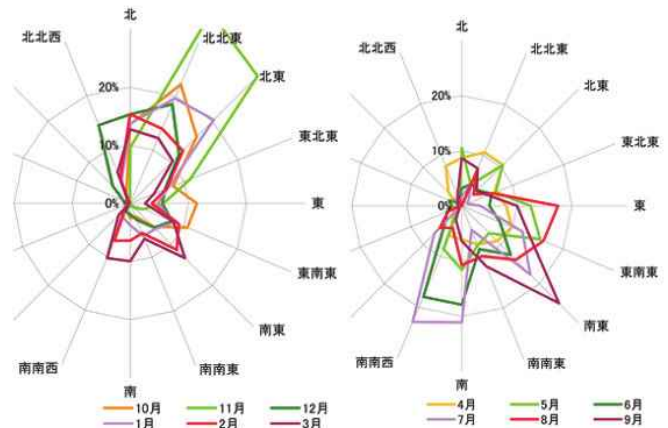 北
北北西
北北東
北東
20%
10%
0%
東北東
東
東南東
南東
南南東
南南西
南
10月 11月 12月
1月 2月 3月
北
北北西
北北東
北東
20%
10%
0%
東北東
東
東南東
南東
南南東
南南西
南
4月 5月 6月
7月 8月 9月